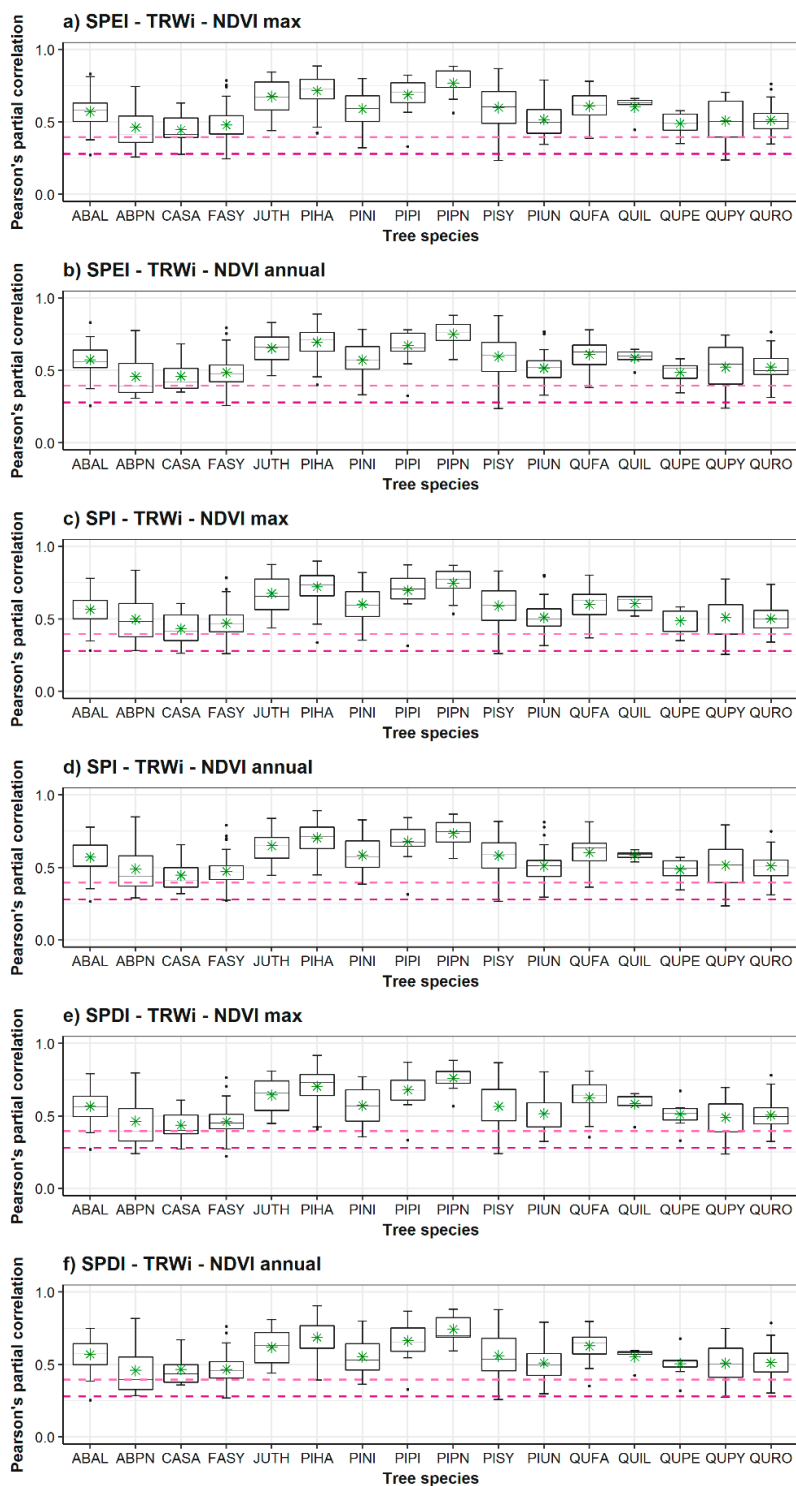 a) SPEI - TRWi - NDVI max
Pearson's partial correlation
1.0
0.5
0.0
ABAL ABPN CASA FASY JUTH PIHA PINI PIPI PIPN PISY PIUN QUFA QUIL QUPE QUPY QURO
Tree species
b) SPEI - TRWi - NDVI annual
Pearson's partial correlation
1.0
0.5
0.0
ABAL ABPN CASA FASY JUTH PIHA PINI PIPI PIPN PISY PIUN QUFA QUIL QUPE QUPY QURO
Tree species
c) SPI - TRWi - NDVI max
Pearson's partial correlation
1.0
0.5
0.0
ABAL ABPN CASA FASY JUTH PIHA PINI PIPI PIPN PISY PIUN QUFA QUIL QUPE QUPY QURO
Tree species
d) SPI - TRWi - NDVI annual
Pearson's partial correlation
1.0
0.5
0.0
ABAL ABPN CASA FASY JUTH PIHA PINI PIPI PIPN PISY PIUN QUFA QUIL QUPE QUPY QURO
Tree species
e) SPDI - TRWi - NDVI max
Pearson's partial correlation
1.0
0.5
0.0
ABAL ABPN CASA FASY JUTH PIHA PINI PIPI PIPN PISY PIUN QUFA QUIL QUPE QUPY QURO
Tree species
f) SPDI - TRWi - NDVI annual
Pearson's partial correlation
1.0
0.5
0.0
ABAL ABPN CASA FASY JUTH PIHA PINI PIPI PIPN PISY PIUN QUFA QUIL QUPE QUPY QURO
Tree species